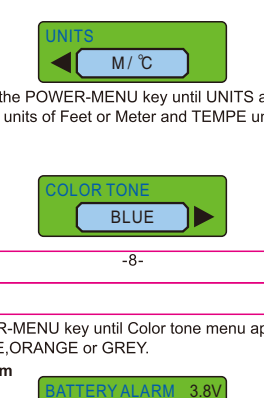 UNITS
M/℃
the POWER-MENU key until UNITS a
units of Feet or Meter and TEMPE un
COLOR TONE
BLUE
-8-
R-MENU key until Color tone menu ap
E,ORANGE or GREY.
m
BATTERY ALARM 3.8V